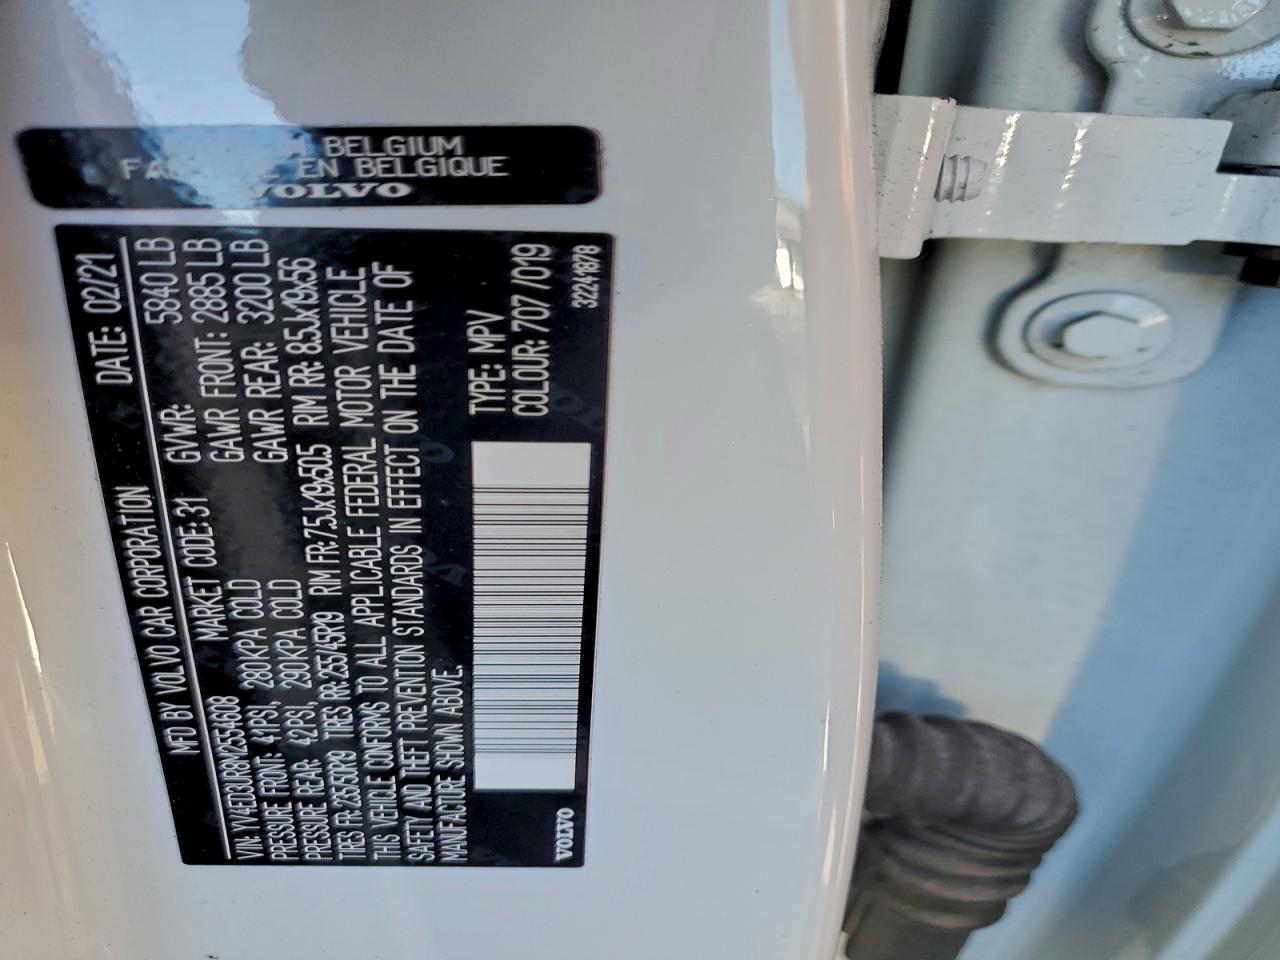 IN BELGIUM
EN BELGIQUE
VOLVO
MFD BY VOLVO CAR CORPORATION DATE: 02/21
MARKET CODE: 31 GVWR: 5840 LB
GAWR FRONT: 2885 LB
GAWR REAR: 3200 LB
VIN: YV4ED3UR8M2554608
PRESSURE FRONT: 41PSI, 280KPA COLD
PRESSURE REAR: 42PSI, 290KPA COLD
TIRES FR: 235/50R19 TIRES RR: 255/45R19 RIM FR: 7.5Jx19x50.5 RIM RR: 8.5Jx19x56
THIS VEHICLE CONFORMS TO ALL APPLICABLE FEDERAL MOTOR VEHICLE
SAFETY AND THEFT PREVENTION STANDARDS IN EFFECT ON THE DATE OF
MANUFACTURE SHOWN ABOVE.
TYPE: MPV
COLOUR: 707 /019
VOLVO
32241878